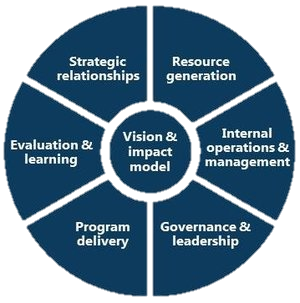 Strategic
relationships
Resource
generation
Evaluation &
learning
Vision &
impact
model
Internal
operations &
management
Program
delivery
Governance &
leadership